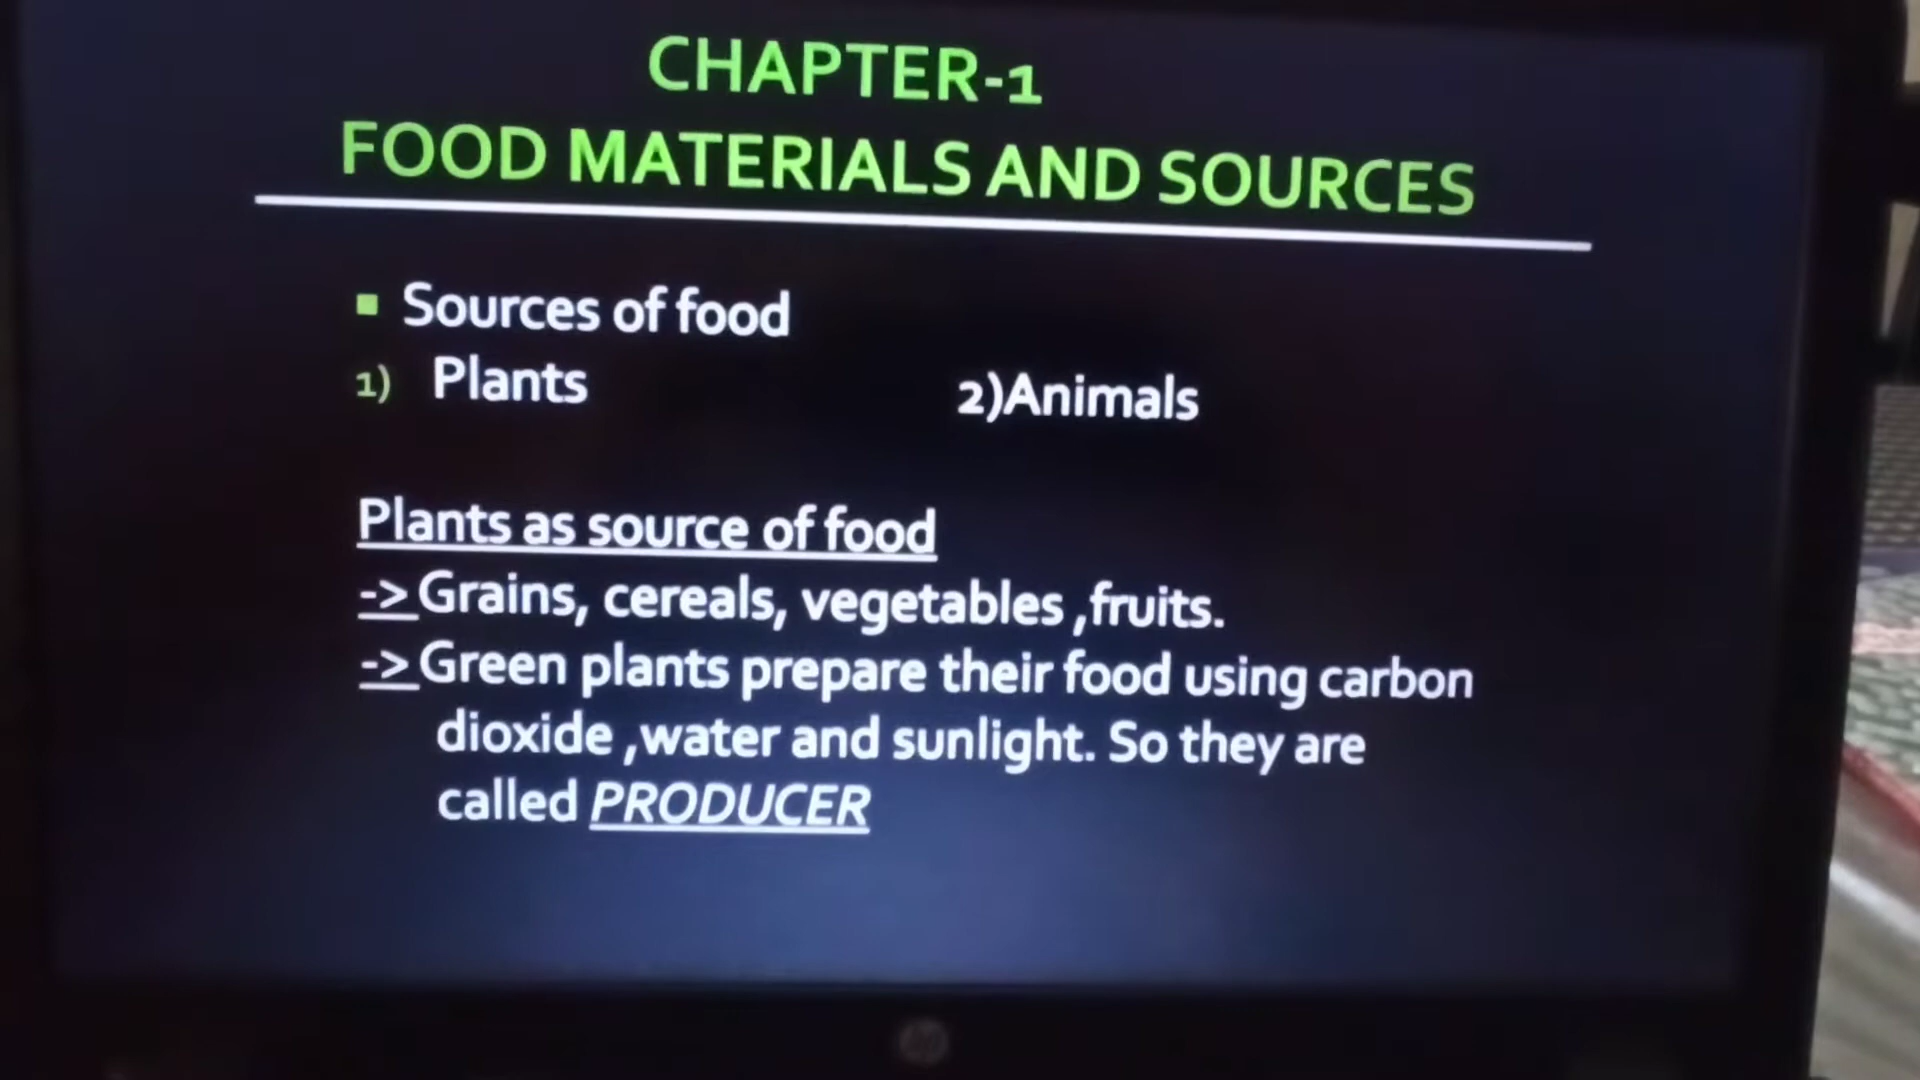 CHAPTER-1
FOOD MATERIALS AND SOURCES
▪ Sources of food
1) Plants 2)Animals
Plants as source of food
->Grains, cereals, vegetables ,fruits.
->Green plants prepare their food using carbon
dioxide ,water and sunlight. So they are
called PRODUCER
hp